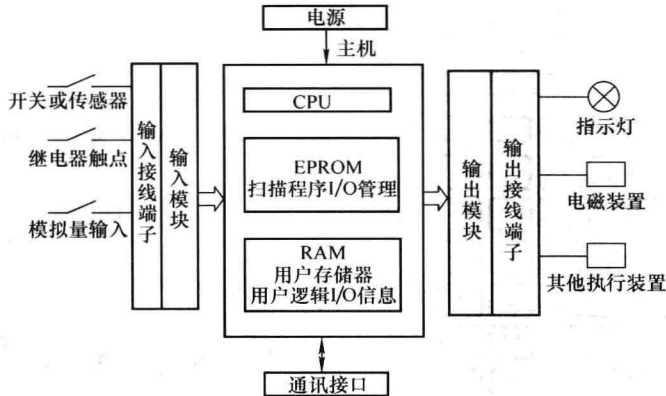 电源
主机
开关或传感器
继电器触点
模拟量输入
输入接线端子
输入模块
CPU
EPROM
扫描程序I/O管理
RAM
用户存储器
用户逻辑I/O信息
输出模块
输出接线端子
指示灯
电磁装置
其他执行装置
通讯接口